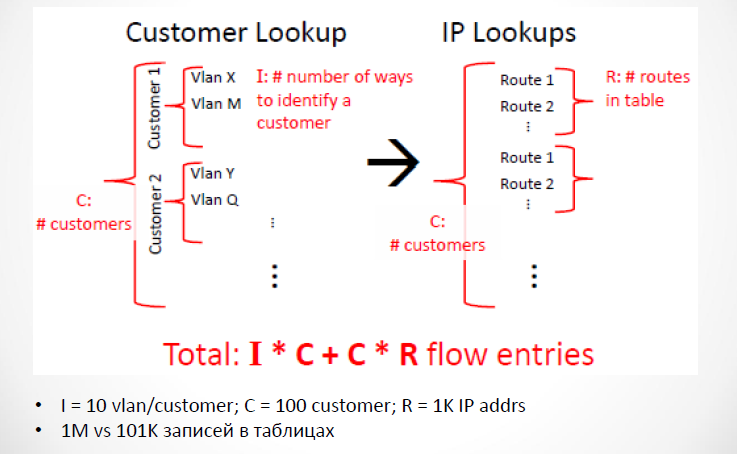 Customer Lookup
IP Lookups
Customer 1
Vlan X
Vlan M
I: # number of ways
to identify a
customer
Customer 2
Vlan Y
Vlan Q
⋮
⋮
C:
# customers
Route 1
Route 2
⋮
R: # routes
in table
Route 1
Route 2
⋮
⋮
C:
# customers
Total: I * C + C * R flow entries
• I = 10 vlan/customer; C = 100 customer; R = 1K IP addrs
• 1M vs 101K записей в таблицах